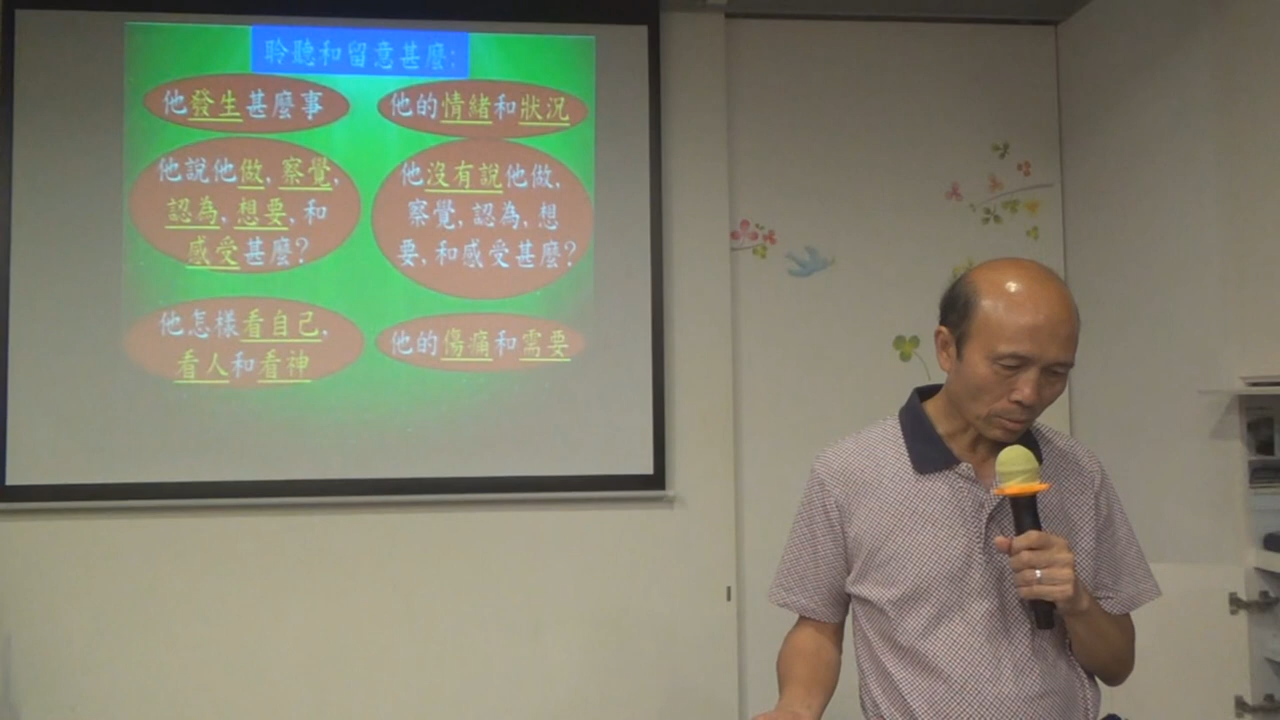 聆聽和留意甚麼:
他發生甚麼事
他的情緒和狀況
他說他做, 察覺,
認為, 想要, 和
感受甚麼?
他沒有說他做,
察覺, 認為, 想
要, 和感受甚麼?
他怎樣看自己,
看人和看神
他的傷痛和需要